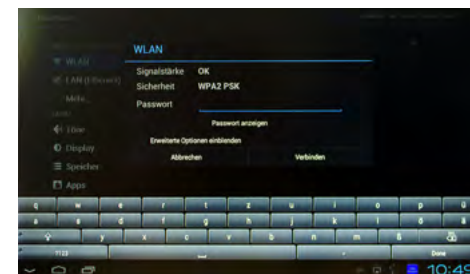 WLAN
WLAN
Signalstärke OK
LAN (Ethernet)
Sicherheit WPA2 PSK
Mehr...
Passwort
Passwort anzeigen
Töne
Erweiterte Optionen einblenden
Display
Abbrechen Verbinden
Speicher
Apps
q w e r t z u i o p ü
a s d f g h j k l ö ä
y x c v b n m ß
?123 . Done
10:49